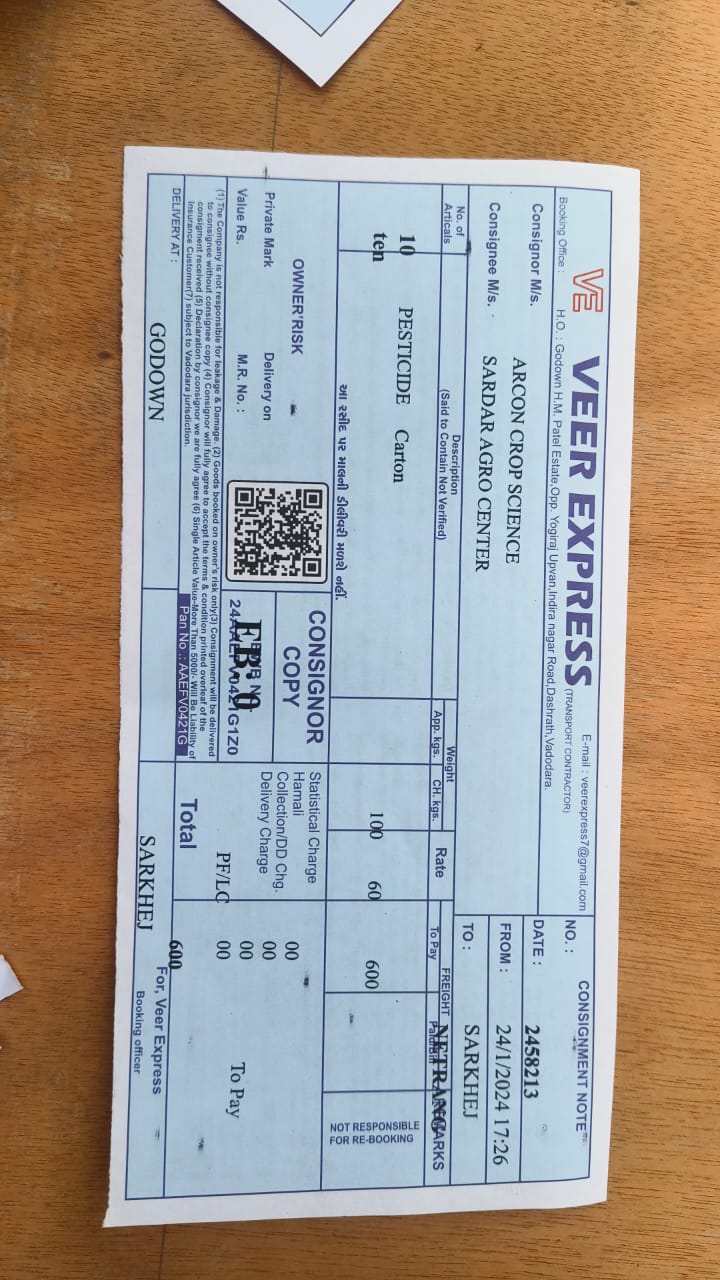 VE VEER EXPRESS
(TRANSPORT CONTRACTOR)
E-mail : veerexpress7@gmail.com
Booking Office :
H.O. : Godown H.M. Patel Estate,Opp. Yogiraj Upvan,Indira nagar Road,Dashrath,Vadodara.
CONSIGNMENT NOTE
NO. : 2458213
DATE : 24/1/2024 17:26
FROM : SARKHEJ
TO : NETRANG
Consignor M/s. ARCON CROP SCIENCE
Consignee M/s. SARDAR AGRO CENTER
No. of Articals
Description
(Said to Contain Not Verified)
Weight
App. kgs. CH. kgs.
Rate
FREIGHT
To Pay
REMARKS
10 PESTICIDE Carton 100 60 600
ten
આ રસીદ પર માલની ડીલીવરી મળશે નહીં.
NOT RESPONSIBLE
FOR RE-BOOKING
OWNER'RISK
CONSIGNOR
COPY
Private Mark Delivery on
Value Rs. M.R. No. :
EB: 0
24AAEFV0421G1Z0
Statistical Charge
Hamali 00
Collection/DD Chg. 00
Delivery Charge 00
PF/LC 00
To Pay
Total 600
(1) The Company is not responsible for leakage & Damage. (2) Goods booked on owner's risk only(3) Consignment will be delivered
to consignee without consignee copy (4) Consignor will fully agree to accept the terms & condition printed overleaf of the
consignment received (5) Declaration by consignor we are fully agree (6) Single Article Value-More Than 5000/- Will Be Liability of
Insurance Customer(7) subject to Vadodara jurisdiction.
Pan No .: AAEFV0421G
DELIVERY AT : GODOWN
SARKHEJ
For, Veer Express
Booking officer